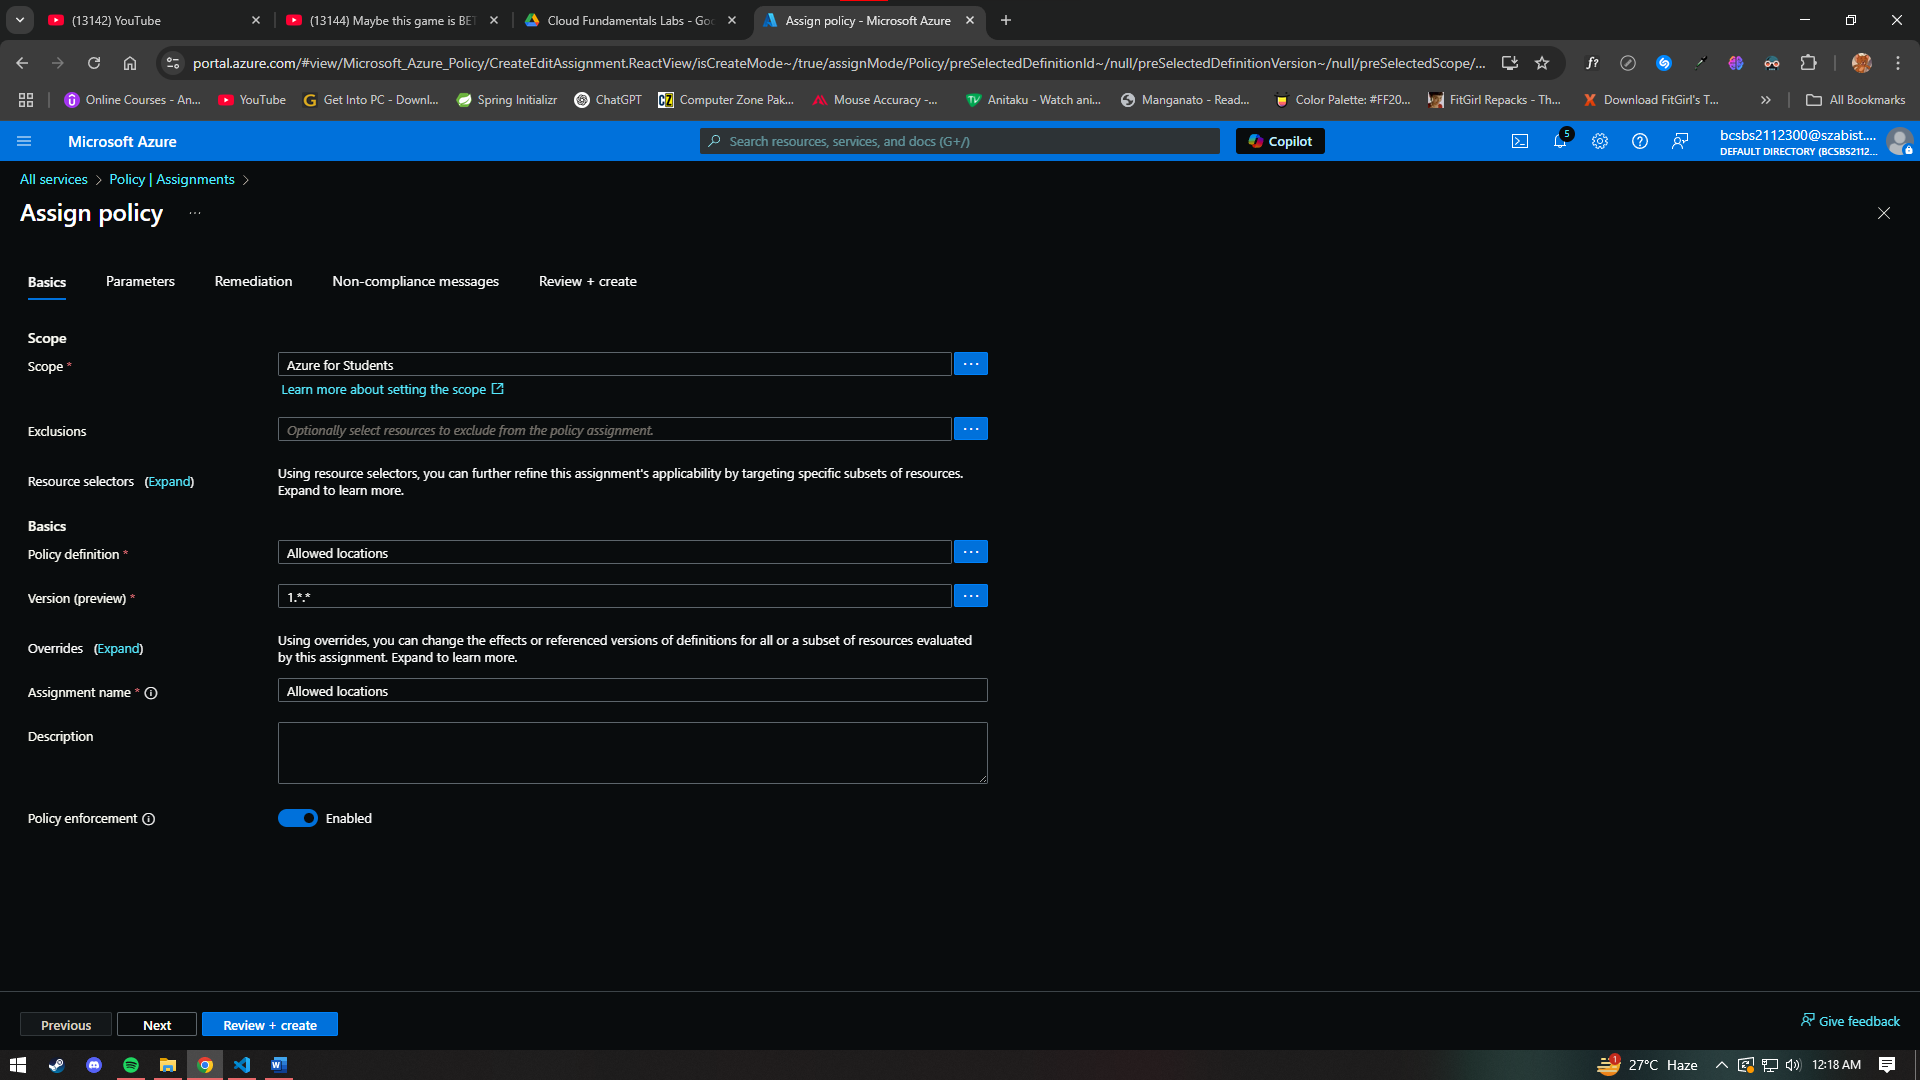 (13142) YouTube
(13144) Maybe this game is BET
Cloud Fundamentals Labs - Goo
Assign policy - Microsoft Azure
portal.azure.com/#view/Microsoft_Azure_Policy/CreateEditAssignment.ReactView/isCreateMode~/true/assignMode/Policy/preSelectedDefinitionId~/null/preSelectedDefinitionVersion~/null/preSelectedScope/...
Online Courses - An...
YouTube
Get Into PC - Downl...
Spring Initializr
ChatGPT
Computer Zone Pak...
Mouse Accuracy -...
Anitaku - Watch ani...
Manganato - Read...
Color Palette: #FF20...
FitGirl Repacks - Th...
Download FitGirl's T...
All Bookmarks
Microsoft Azure
Search resources, services, and docs (G+/)
Copilot
5
bcsbs2112300@szabist....
DEFAULT DIRECTORY (BCSBS2112...
All services > Policy | Assignments >
Assign policy ...
Basics
Parameters
Remediation
Non-compliance messages
Review + create
Scope
Scope *
Azure for Students
Learn more about setting the scope
Exclusions
Optionally select resources to exclude from the policy assignment.
Resource selectors (Expand)
Using resource selectors, you can further refine this assignment's applicability by targeting specific subsets of resources.
Expand to learn more.
Basics
Policy definition *
Allowed locations
Version (preview) *
1.*.*
Overrides (Expand)
Using overrides, you can change the effects or referenced versions of definitions for all or a subset of resources evaluated
by this assignment. Expand to learn more.
Assignment name *
Allowed locations
Description
Policy enforcement
Enabled
Previous
Next
Review + create
Give feedback
1
27°C Haze
12:18 AM